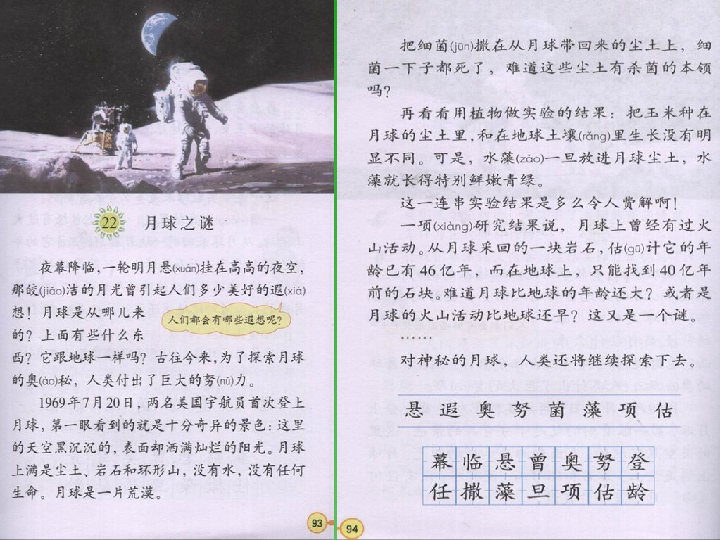 22 月球之谜
夜幕降临，一轮明月悬(xuán)挂在高高的夜空，
那皎(jiǎo)洁的月光曾引起人们多少美好的遐(xiá)
想！月球是从哪儿来
人们都会有哪些遐想呢？
的？上面有些什么东
西？它跟地球一样吗？古往今来，为了探索月球
的奥(ào)秘，人类付出了巨大的努(nǔ)力。
1969年7月20日，两名美国宇航员首次登上
月球，第一眼看到的就是十分奇异的景色：这里
的天空黑沉沉的，表面却洒满灿烂的阳光。月球
上满是尘土、岩石和环形山，没有水，没有任何
生命。月球是一片荒漠。
93
把细菌(jūn)撒在从月球带回来的尘土上，细
菌一下子都死了，难道这些尘土有杀菌的本领
吗？
再看看用植物做实验的结果：把玉米种在
月球的尘土里，和在地球土壤(rǎng)里生长没有明
显不同。可是，水藻(zǎo)一旦放进月球尘土，水
藻就长得特别鲜嫩青绿。
这一连串实验结果是多么令人费解啊！
一项(xiàng)研究结果说，月球上曾经有过火
山活动。从月球采回的一块岩石，估(gū)计它的年
龄已有46亿年，而在地球上，只能找到40亿年
前的石块。难道月球比地球的年龄还大？或者是
月球的火山活动比地球还早？这又是一个谜。
……
对神秘的月球，人类还将继续探索下去。
悬 遐 奥 努 菌 藻 项 估
幕 临 悬 曾 奥 努 登
任 撒 藻 旦 项 估 龄
94